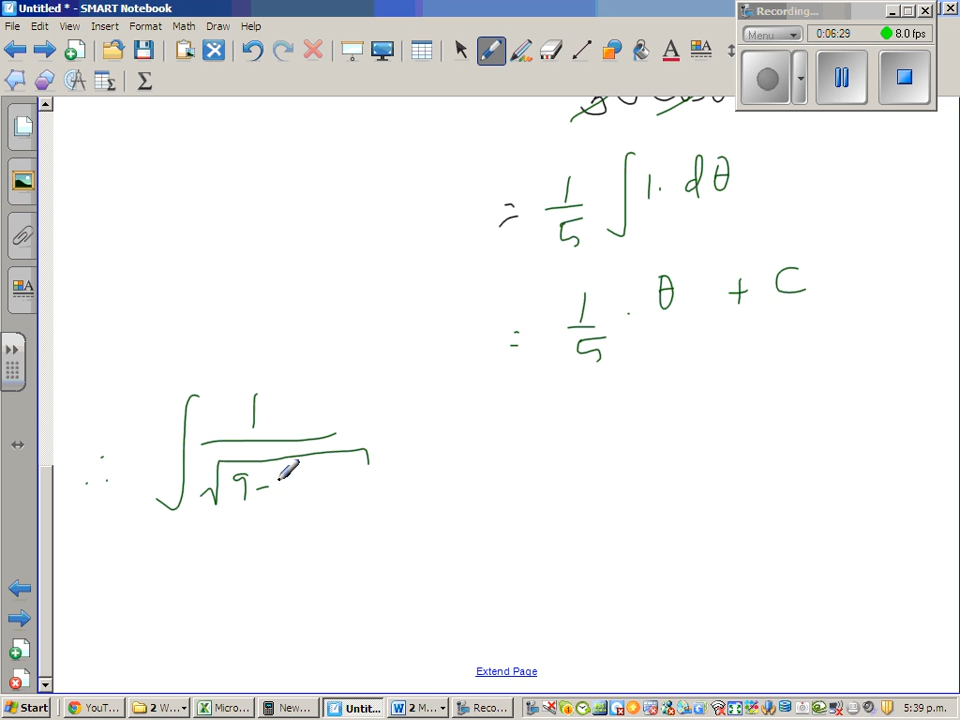 Untitled * - SMART Notebook
Recording...
File Edit View Insert Format Math Draw Help
Menu 0:06:29 8.0 fps
= 1/5 ∫ 1. dθ
= 1/5 . θ + C
∴ ∫ 1/√9-
Extend Page
Start YouT... 2 W... Micro... New... Untit... 2 M... Reco... 5:39 p.m.